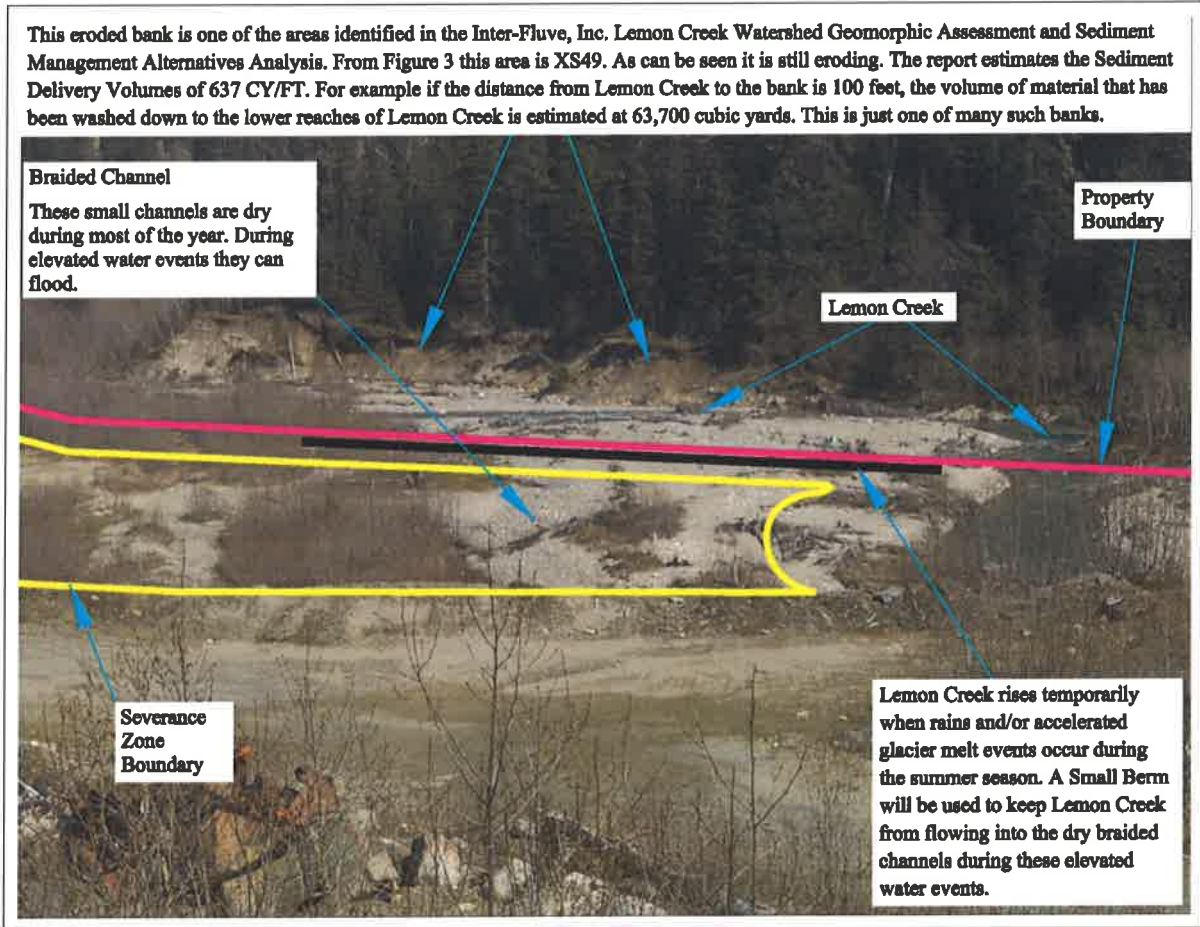 This eroded bank is one of the areas identified in the Inter-Fluve, Inc. Lemon Creek Watershed Geomorphic Assessment and Sediment
Management Alternatives Analysis. From Figure 3 this area is XS49. As can be seen it is still eroding. The report estimates the Sediment
Delivery Volumes of 637 CY/FT. For example if the distance from Lemon Creek to the bank is 100 feet, the volume of material that has
been washed down to the lower reaches of Lemon Creek is estimated at 63,700 cubic yards. This is just one of many such banks.
Braided Channel
These small channels are dry
during most of the year. During
elevated water events they can
flood.
Property
Boundary
Lemon Creek
Severance
Zone
Boundary
Lemon Creek rises temporarily
when rains and/or accelerated
glacier melt events occur during
the summer season. A Small Berm
will be used to keep Lemon Creek
from flowing into the dry braided
channels during these elevated
water events.